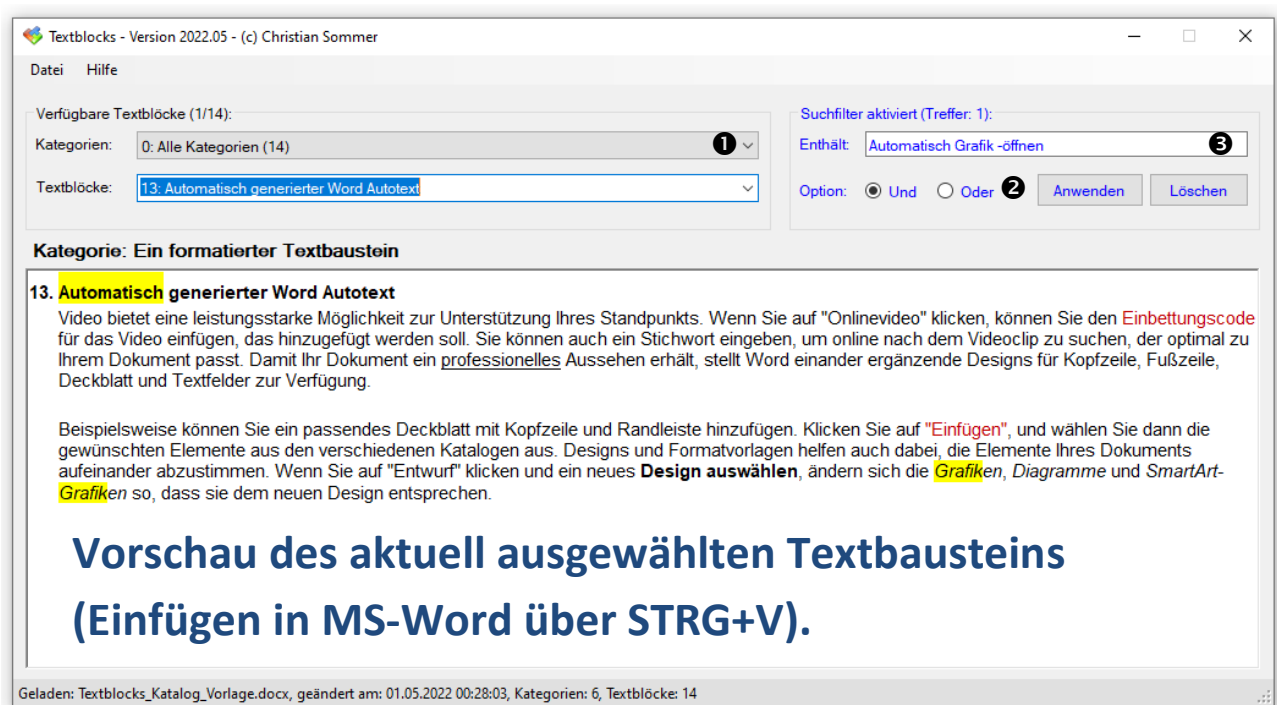 Textblocks - Version 2022.05 - (c) Christian Sommer
Datei Hilfe
Verfügbare Textblöcke (1/14):
Kategorien: 0: Alle Kategorien (14) ❶
Textblöcke: 13: Automatisch generierter Word Autotext
Suchfilter aktiviert (Treffer: 1):
Enthält: Automatisch Grafik -öffnen ❸
Option: Und Oder ❷ Anwenden Löschen
Kategorie: Ein formatierter Textbaustein
13. Automatisch generierter Word Autotext
Video bietet eine leistungsstarke Möglichkeit zur Unterstützung Ihres Standpunkts. Wenn Sie auf "Onlinevideo" klicken, können Sie den Einbettungscode
für das Video einfügen, das hinzugefügt werden soll. Sie können auch ein Stichwort eingeben, um online nach dem Videoclip zu suchen, der optimal zu
Ihrem Dokument passt. Damit Ihr Dokument ein professionelles Aussehen erhält, stellt Word einander ergänzende Designs für Kopfzeile, Fußzeile,
Deckblatt und Textfelder zur Verfügung.
Beispielsweise können Sie ein passendes Deckblatt mit Kopfzeile und Randleiste hinzufügen. Klicken Sie auf "Einfügen", und wählen Sie dann die
gewünschten Elemente aus den verschiedenen Katalogen aus. Designs und Formatvorlagen helfen auch dabei, die Elemente Ihres Dokuments
aufeinander abzustimmen. Wenn Sie auf "Entwurf" klicken und ein neues Design auswählen, ändern sich die Grafiken, Diagramme und SmartArt-
Grafiken so, dass sie dem neuen Design entsprechen.
Vorschau des aktuell ausgewählten Textbausteins
(Einfügen in MS-Word über STRG+V).
Geladen: Textblocks_Katalog_Vorlage.docx, geändert am: 01.05.2022 00:28:03, Kategorien: 6, Textblöcke: 14